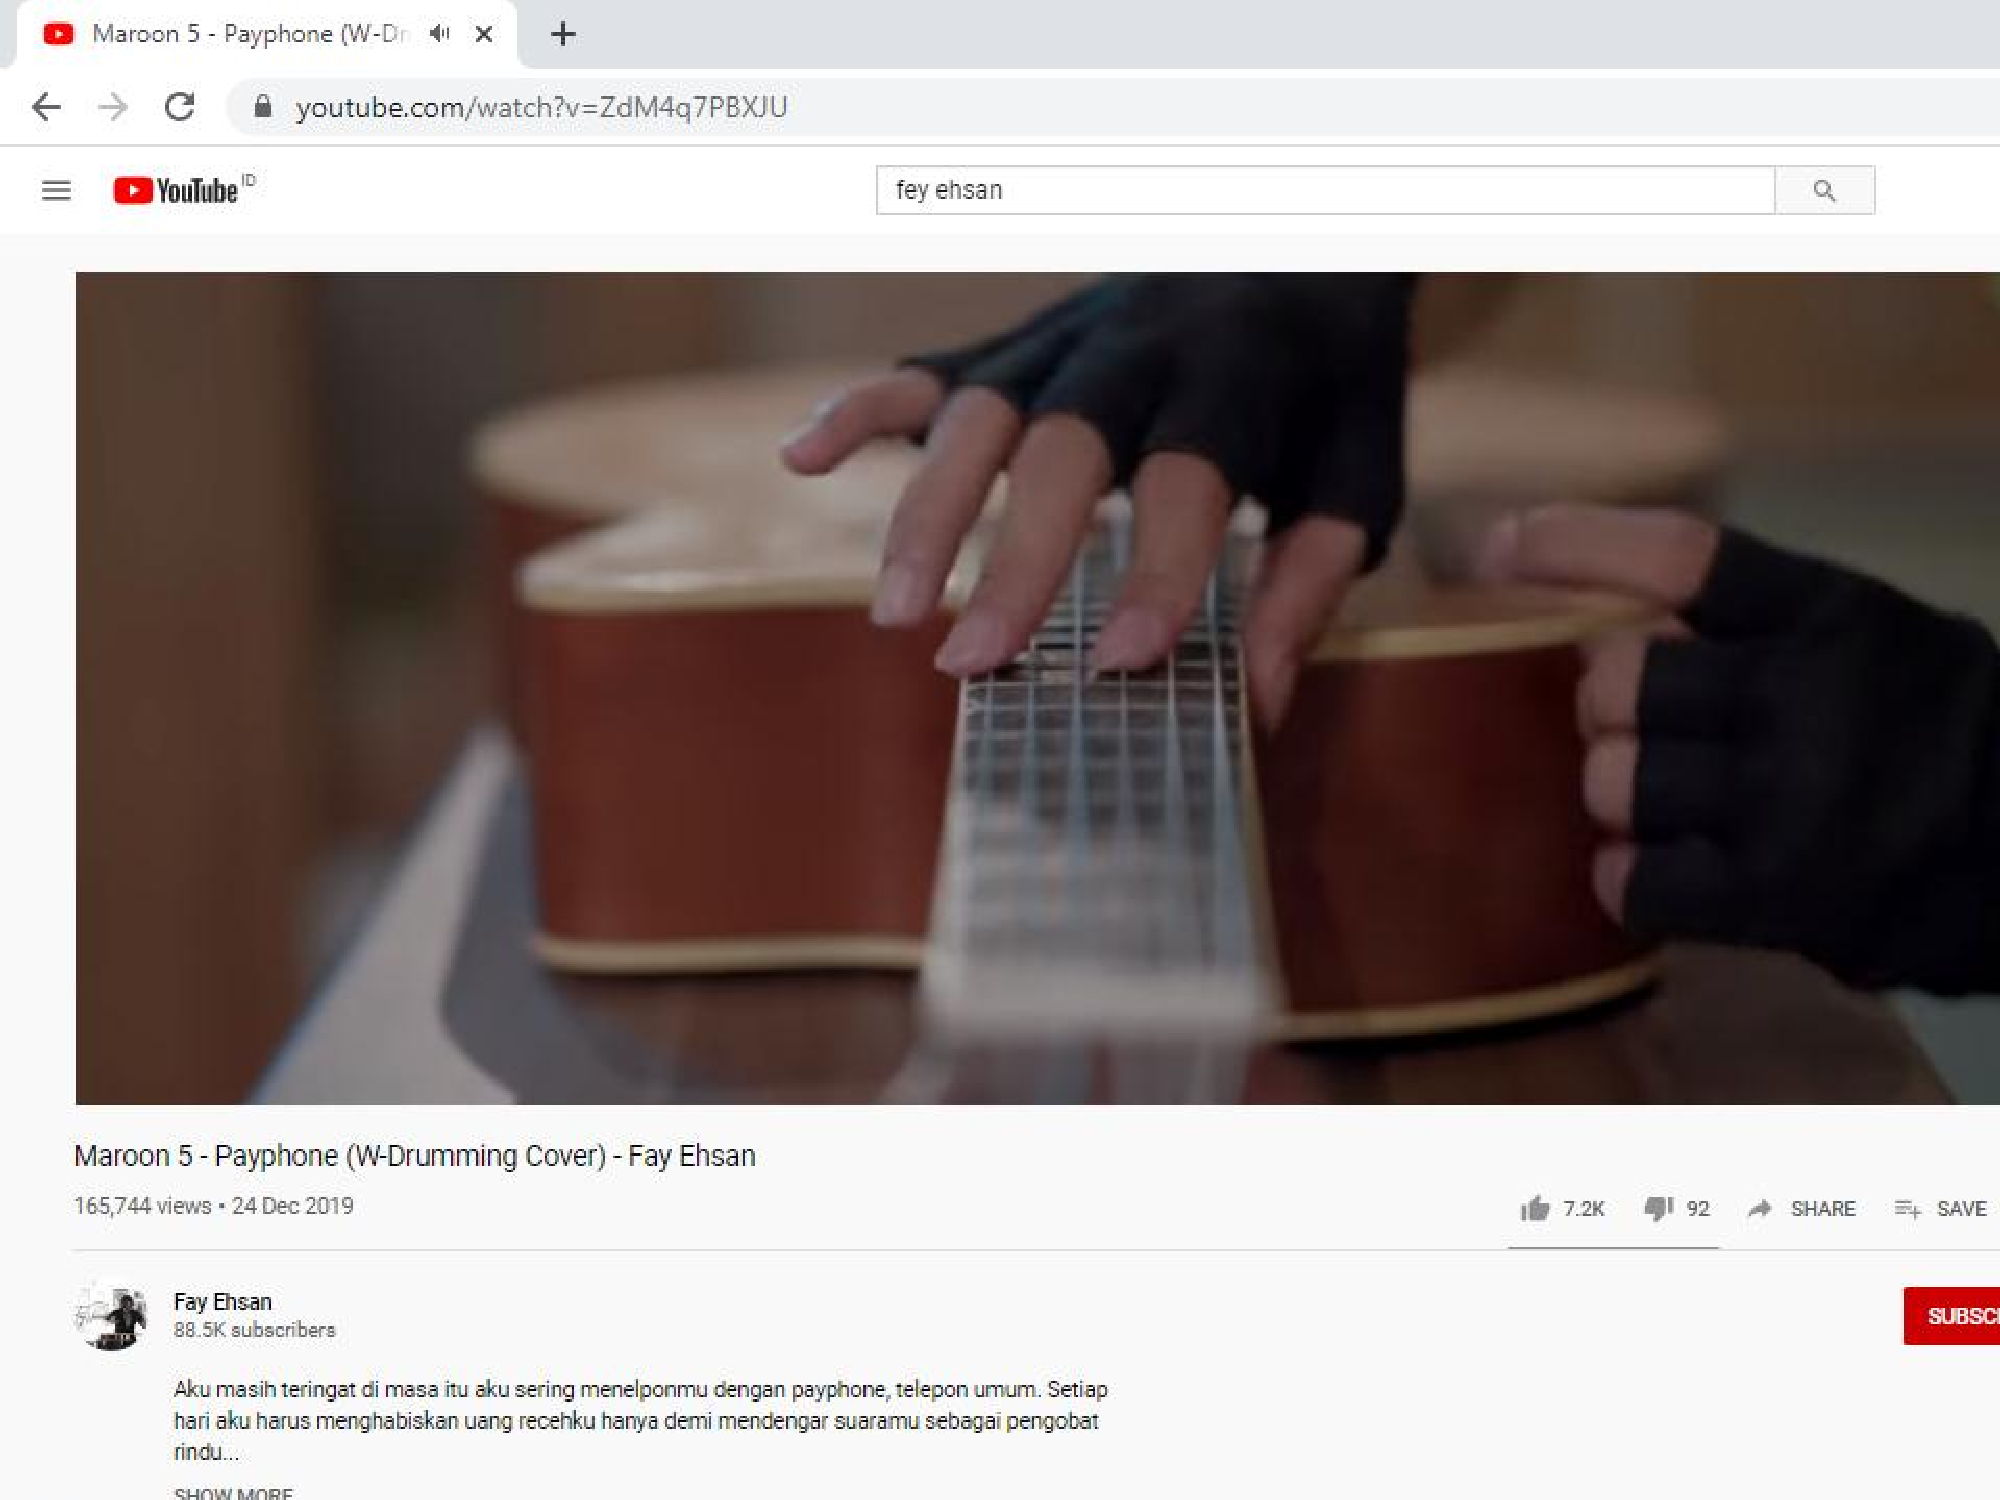 Maroon 5 - Payphone (W-Dr
youtube.com/watch?v=ZdM4q7PBXJU
YouTube ID
fey ehsan
Maroon 5 - Payphone (W-Drumming Cover) - Fay Ehsan
165,744 views • 24 Dec 2019
7.2K 92 SHARE SAVE
Fay Ehsan
88.5K subscribers
SUBSC
Aku masih teringat di masa itu aku sering menelponmu dengan payphone, telepon umum. Setiap
hari aku harus menghabiskan uang recehku hanya demi mendengar suaramu sebagai pengobat
rindu...
SHOW MORE